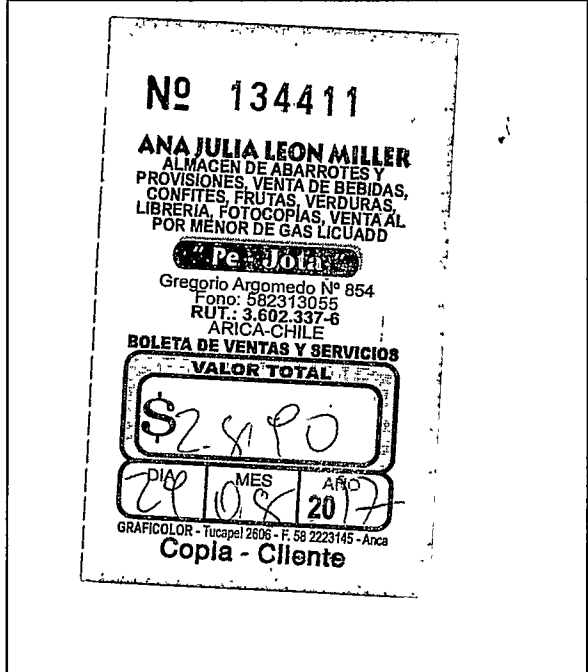 Nº 134411
ANA JULIA LEON MILLER
ALMACEN DE ABARROTES Y
PROVISIONES, VENTA DE BEBIDAS,
CONFITES, FRUTAS, VERDURAS,
LIBRERIA, FOTOCOPIAS, VENTA AL
POR MENOR DE GAS LICUADO
"Pe Jota"
Gregorio Argomedo Nº 854
Fono: 582313055
RUT.: 3.602.337-6
ARICA-CHILE
BOLETA DE VENTAS Y SERVICIOS
VALOR TOTAL
$2.890
DIA MES AÑO
29 08 2017
GRAFICOLOR - Tucapel 2606 - F. 58 2223145 - Arica
Copia - Cliente